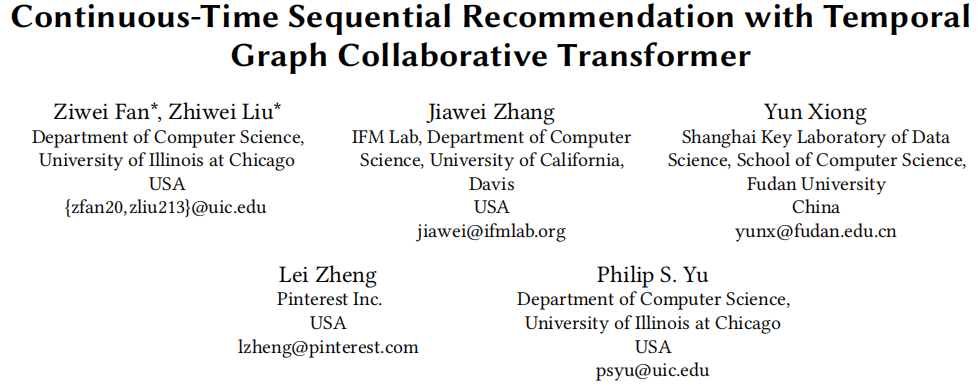 Continuous-Time Sequential Recommendation with Temporal
Graph Collaborative Transformer
Ziwei Fan*, Zhiwei Liu*
Department of Computer Science,
University of Illinois at Chicago
USA
{zfan20,zliu213}@uic.edu
Jiawei Zhang
IFM Lab, Department of Computer
Science, University of California,
Davis
USA
jiawei@ifmlab.org
Yun Xiong
Shanghai Key Laboratory of Data
Science, School of Computer Science,
Fudan University
China
yunx@fudan.edu.cn
Lei Zheng
Pinterest Inc.
USA
lzheng@pinterest.com
Philip S. Yu
Department of Computer Science,
University of Illinois at Chicago
USA
psyu@uic.edu